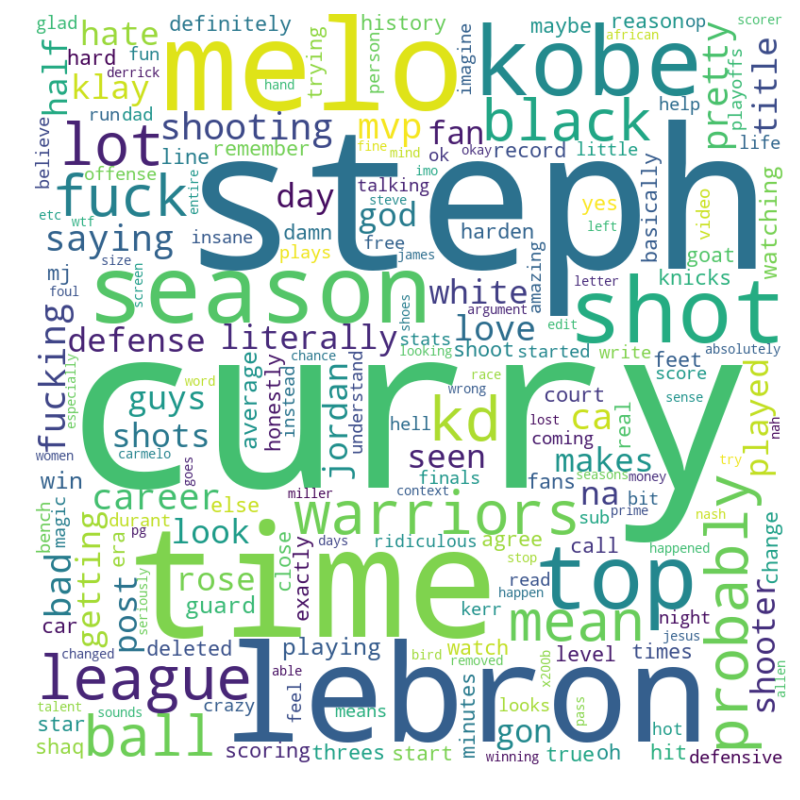 glad
hate
definitely
history
maybe
reason
op
scorer
hard
fun
trying
person
melo
imagine
kobe
african
help
pretty
playoffs
title
half
klay
derrick
hand
shooting
mvp
fan
black
life
believe
lot
run
dad
line
remember
fine
mind
ok
okay
record
little
offense
entire
day
talking
imo
steph
yes
video
basically
watching
etc
wtf
fuck
god
steve
left
saying
insane
damn
free
harden
amazing
goat
size
plays
james
mj
foul
screen
season
white
letter
knicks
shot
argument
edit
fucking
defense
literally
shoes
stats
love
shoot
started
write
feet
absolutely
looking
score
especially
average
honestly
chance
instead
understand
jordan
curry
wrong
race
sense
word
guys
kd
ca
real
played
women
carmelo
shots
hell
seen
court
makes
lost
nah
win
goes
coming
fans
try
bench
magic
career
else
miller
finals
context
na
bit
seasons
money
durant
era
look
warriors
prime
sub
nash
change
pg
close
ridiculous
agree
call
happened
bad
getting
post
seriously
time
days
stop
top
probably
rose
exactly
read
guard
kerr
happen
mean
night
jesus
car
deleted
playing
watch
level
times
shooter
changed
bird
removed
allen
league
able
lebron
x200b
talent
crazy
feel
means
minutes
looks
pass
star
sounds
gon
hot
shaq
ball
scoring
threes
start
winning
true
oh
hit
defensive